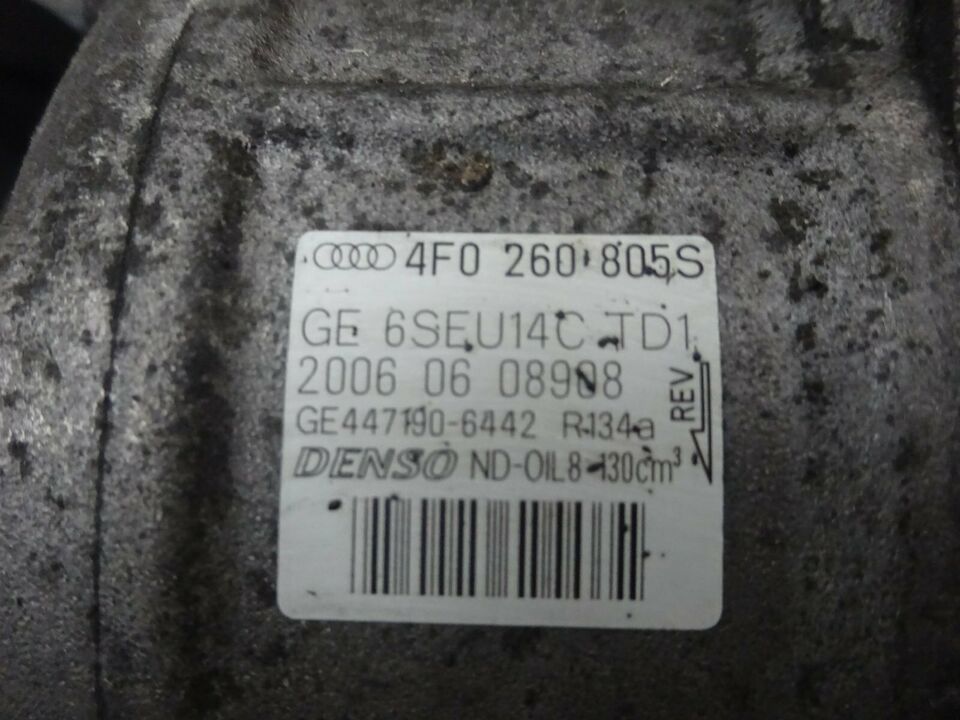 4F0 260 805S
GE 6SEU14C TD1
2006 06 08908
GE447190-6442 R134a
DENSO ND-OIL8-130cm³
REV